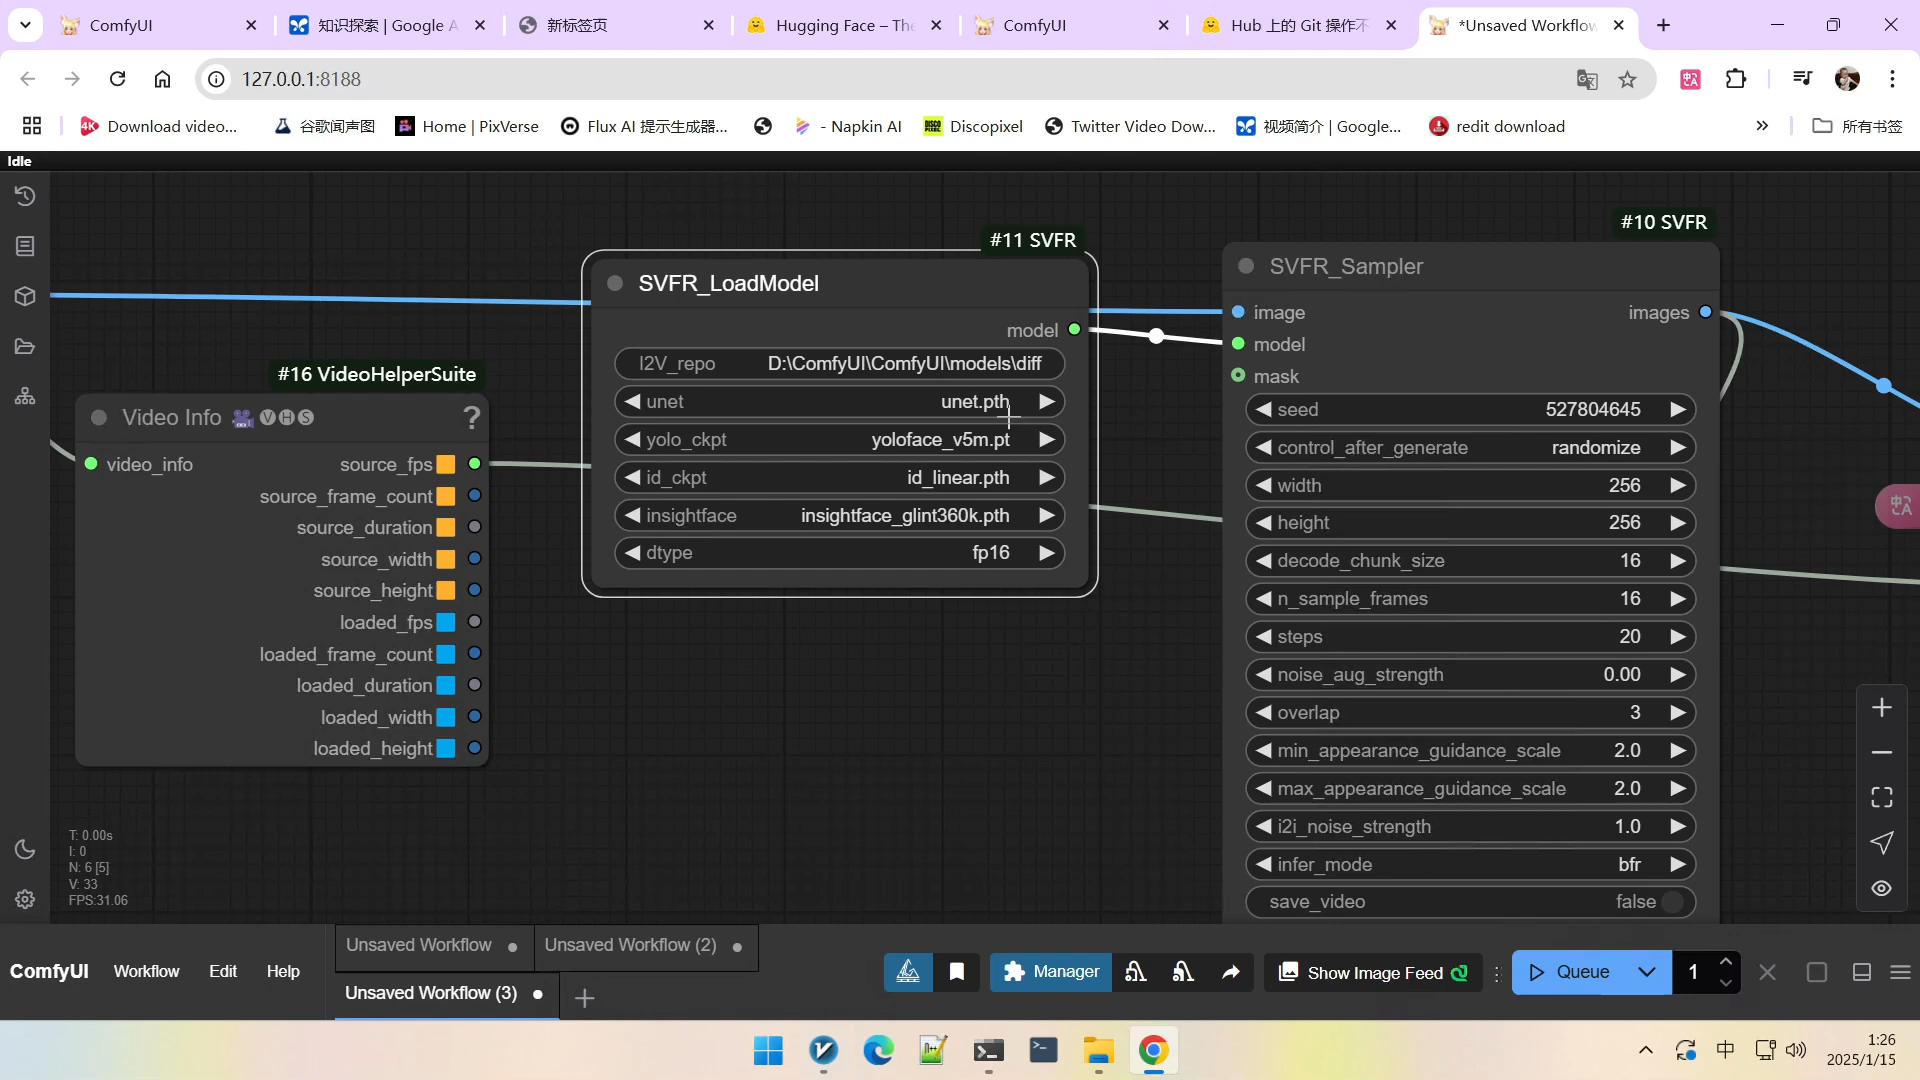 ComfyUI
知识探索 | Google A
新标签页
Hugging Face – The
ComfyUI
Hub 上的 Git 操作不
*Unsaved Workflow
127.0.0.1:8188
Download video...
谷歌闻声图
Home | PixVerse
Flux AI 提示生成器...
- Napkin AI
Discopixel
Twitter Video Dow...
视频简介 | Google...
redit download
所有书签
Idle
#16 VideoHelperSuite
Video Info
VHS
?
video_info
source_fps
source_frame_count
source_duration
source_width
source_height
loaded_fps
loaded_frame_count
loaded_duration
loaded_width
loaded_height
#11 SVFR
SVFR_LoadModel
model
I2V_repo D:\ComfyUI\ComfyUI\models\diff
unet unet.pth
yolo_ckpt yoloface_v5m.pt
id_ckpt id_linear.pth
insightface insightface_glint360k.pth
dtype fp16
#10 SVFR
SVFR_Sampler
image images
model
mask
seed 527804645
control_after_generate randomize
width 256
height 256
decode_chunk_size 16
n_sample_frames 16
steps 20
noise_aug_strength 0.00
overlap 3
min_appearance_guidance_scale 2.0
max_appearance_guidance_scale 2.0
i2i_noise_strength 1.0
infer_mode bfr
save_video false
T: 0.00s
I: 0
N: 6 [5]
V: 33
FPS:31.06
ComfyUI
Workflow
Edit
Help
Unsaved Workflow
Unsaved Workflow (2)
Unsaved Workflow (3)
Manager
Show Image Feed
Queue
1
中
1:26
2025/1/15